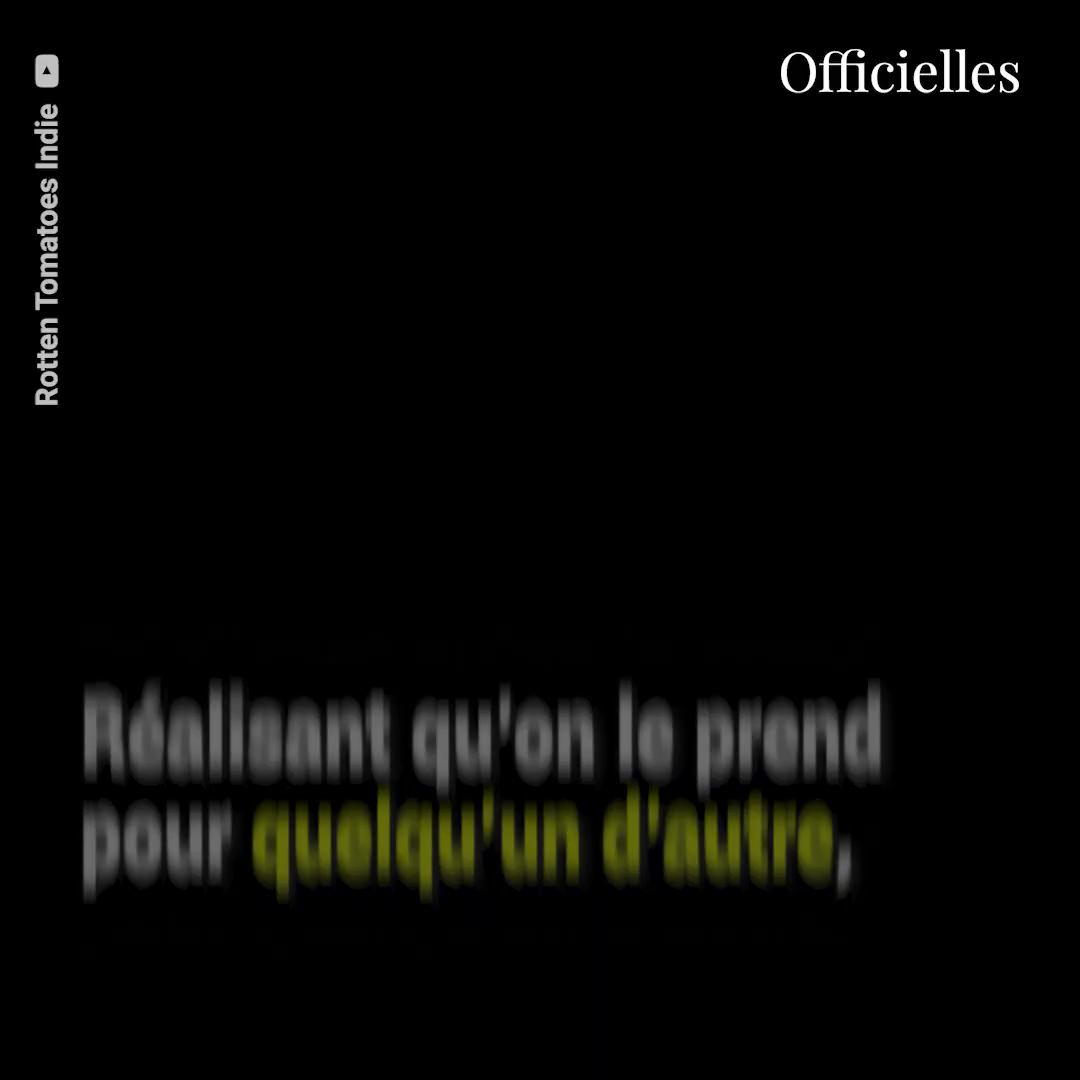 Officielles
Rotten Tomatoes Indie
Réalisant qu'on le prend
pour quelqu'un d'autre,